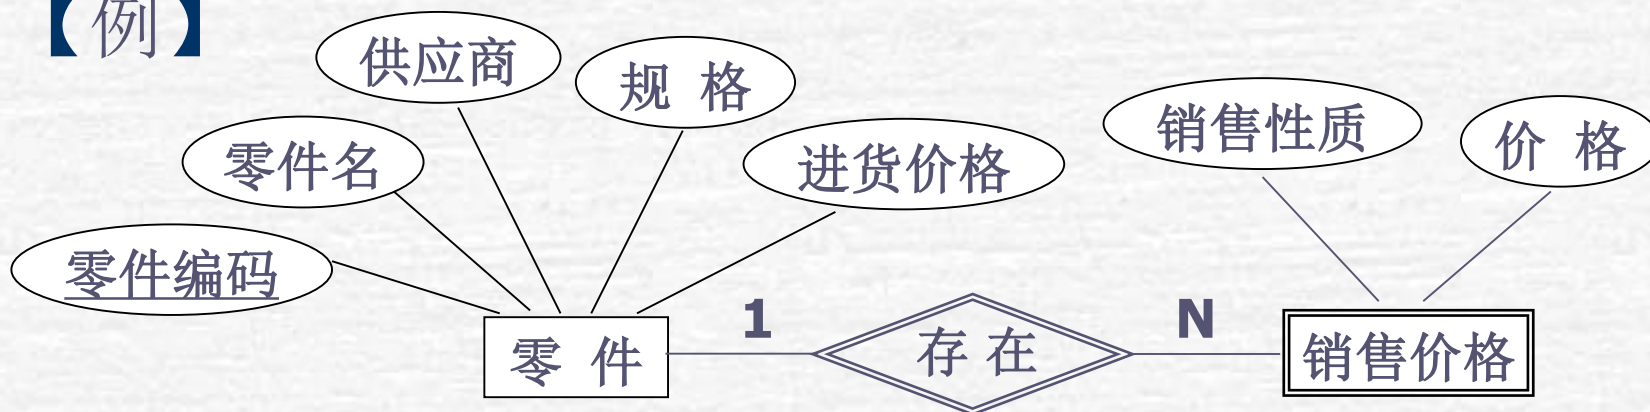 【例】
供应商
规 格
零件名
进货价格
零件编码
销售性质
价 格
零 件
1
存 在
N
销售价格